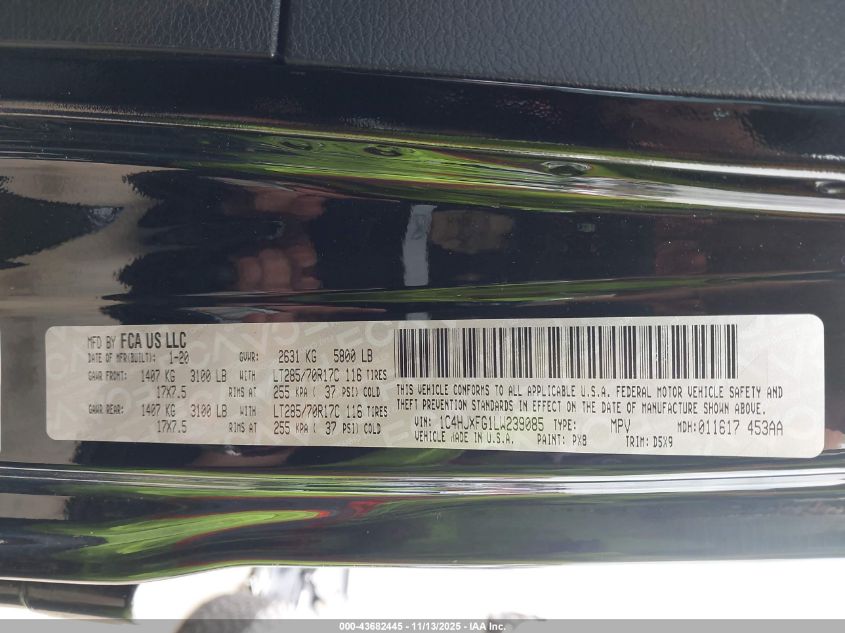 MFD BY FCA US LLC
DATE OF MFR(BUILT): 1-20 GVWR: 2631 KG 5800 LB
GAWR FRONT: 1407 KG 3100 LB WITH LT285/70R17C 116 TIRES
17X7.5 RIMS AT 255 KPA ( 37 PSI) COLD
GAWR REAR: 1407 KG 3100 LB WITH LT285/70R17C 116 TIRES
17X7.5 RIMS AT 255 KPA ( 37 PSI) COLD
THIS VEHICLE CONFORMS TO ALL APPLICABLE U.S.A. FEDERAL MOTOR VEHICLE SAFETY AND
THEFT PREVENTION STANDARDS IN EFFECT ON THE DATE OF MANUFACTURE SHOWN ABOVE.
VIN: 1C4HJXFG1LW239085 TYPE: MPV MDH: 011617 453AA
VEHICLE MADE IN U.S.A. PAINT: PX8 TRIM: D5X9
000-43682445 - 11/13/2025 - IAA Inc.